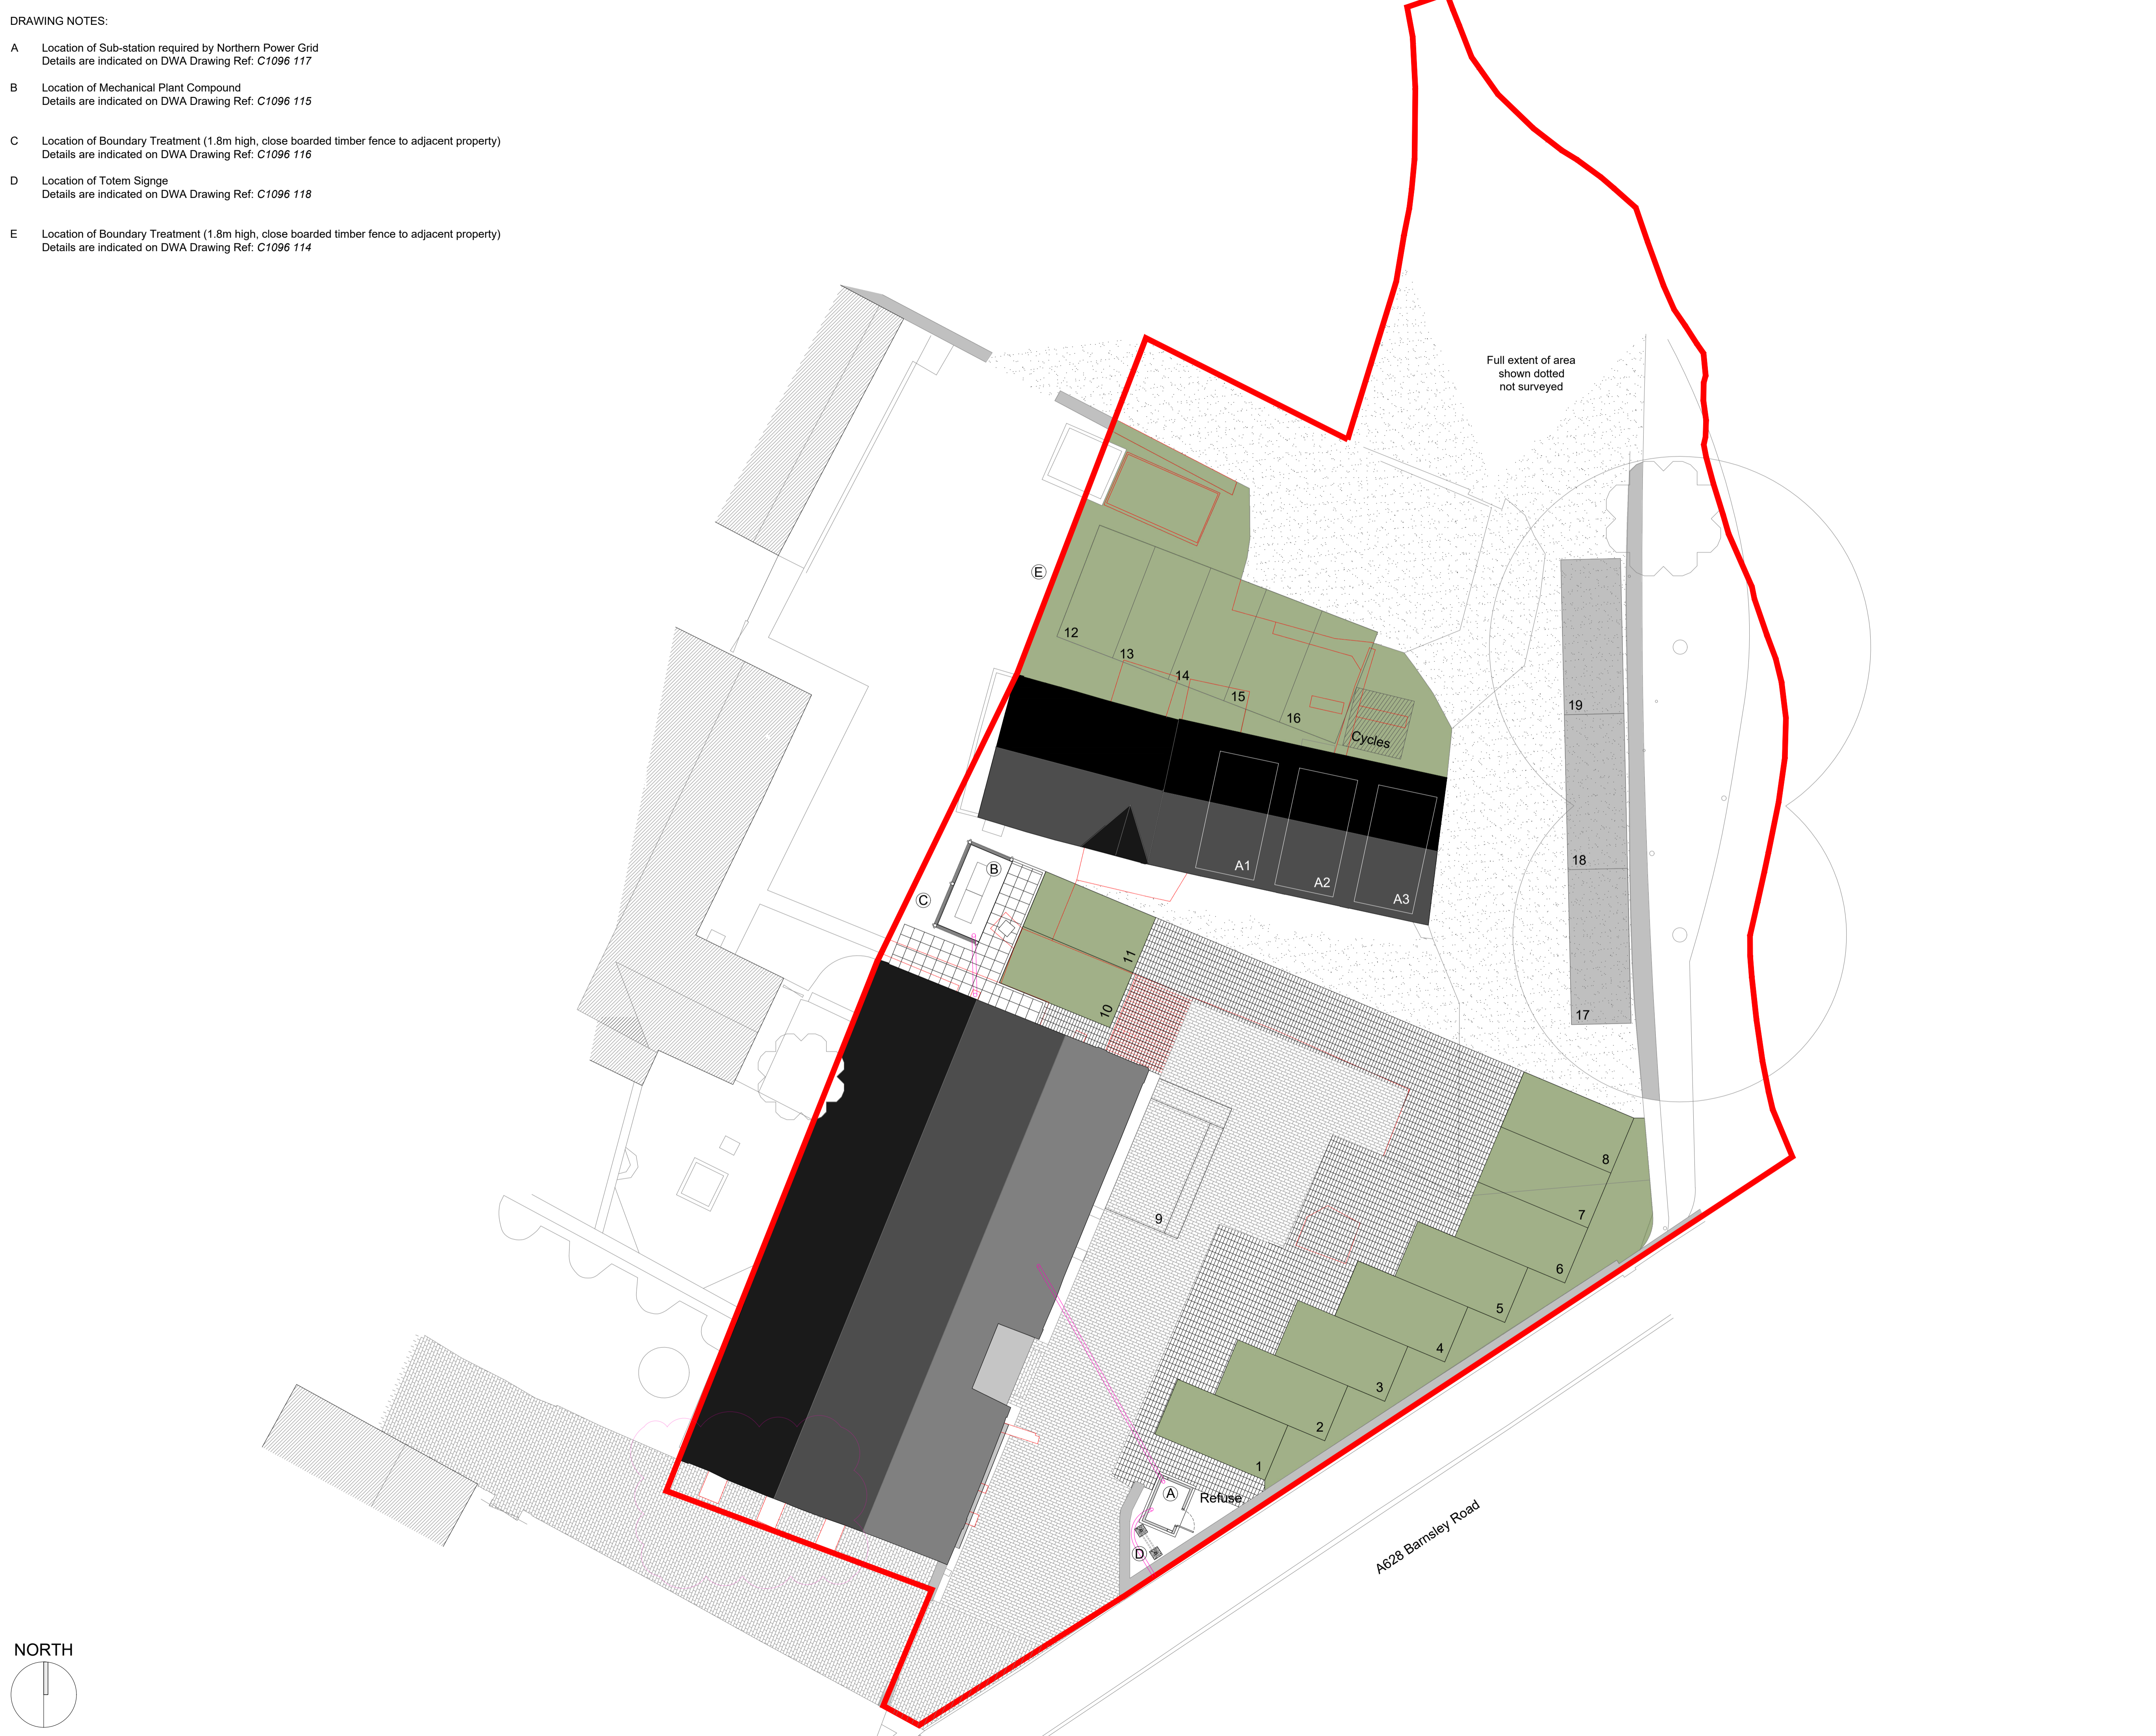 DRAWING NOTES:
A Location of Sub-station required by Northern Power Grid
Details are indicated on DWA Drawing Ref: C1096 117
B Location of Mechanical Plant Compound
Details are indicated on DWA Drawing Ref: C1096 115
C Location of Boundary Treatment (1.8m high, close boarded timber fence to adjacent property)
Details are indicated on DWA Drawing Ref: C1096 116
D Location of Totem Signge
Details are indicated on DWA Drawing Ref: C1096 118
E Location of Boundary Treatment (1.8m high, close boarded timber fence to adjacent property)
Details are indicated on DWA Drawing Ref: C1096 114
Full extent of area
shown dotted
not surveyed
E
12
13
14
15
16
Cycles
19
18
17
A1
A2
A3
B
C
11
10
9
8
7
6
5
4
3
2
1
A
Refuse
D
A628 Barnsley Road
NORTH